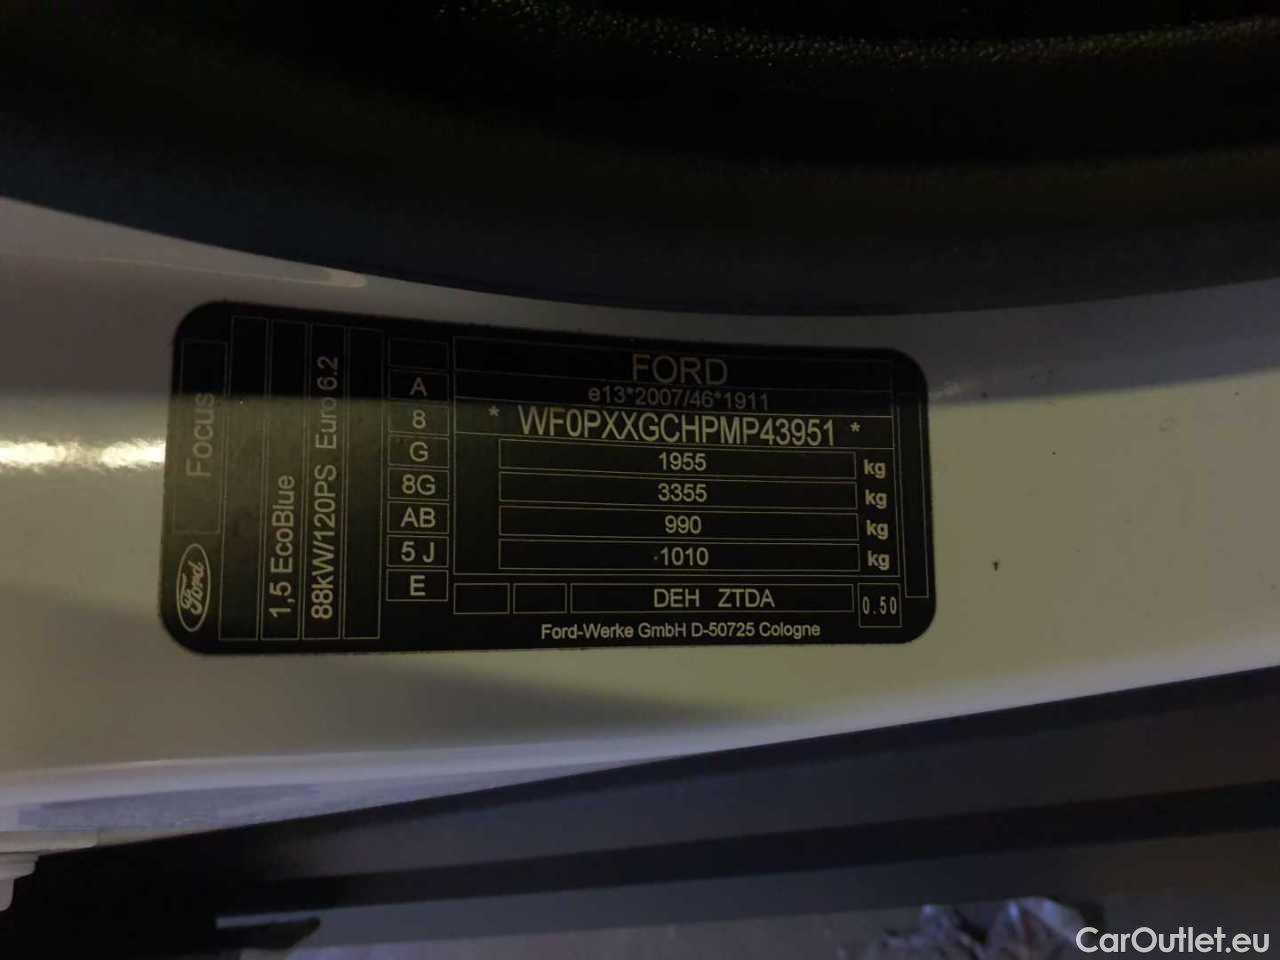 FORD
e13*2007/46*1911
* WF0PXXGCHPMP43951 *
1955 kg
3355 kg
990 kg
1010 kg
DEH ZTDA
0.50
Ford-Werke GmbH D-50725 Cologne
A
8
G
8G
AB
5 J
E
Ford
Focus
1,5 EcoBlue
88kW/120PS Euro 6.2
CarOutlet.eu